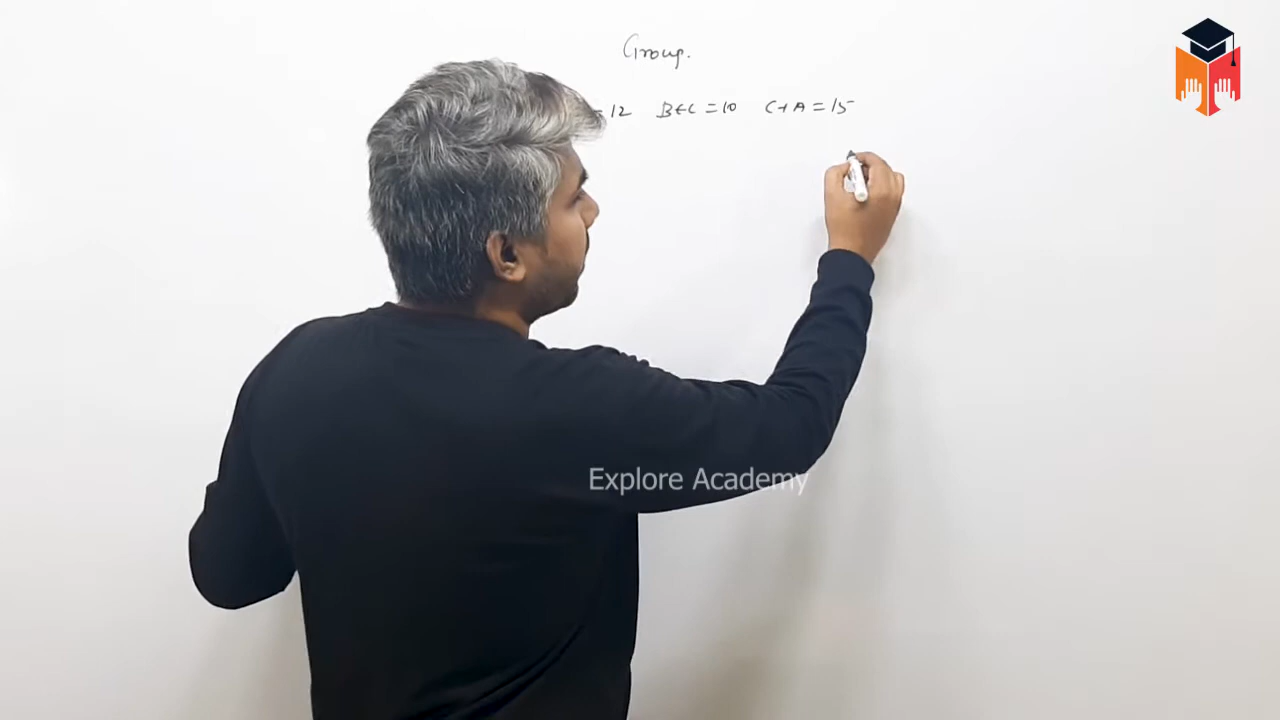 Group.
= 12 B+C = 10 C+A = 15
Explore Academy